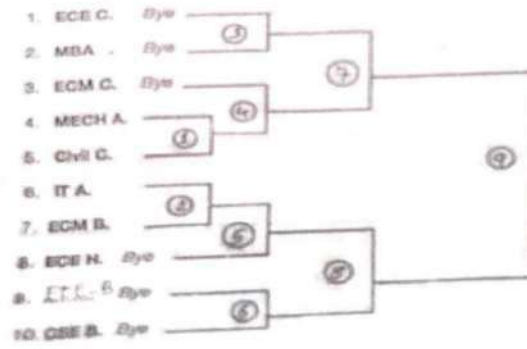 1. ECE C. Bye
2. MBA . Bye
3
3. ECM C. Bye
7
4
4. MECH A.
1
5. Civil C.
9
6. IT A.
2
7. ECM B.
5
8. ECE H. Bye
8
9. Bye
6
10. CSE B. Bye